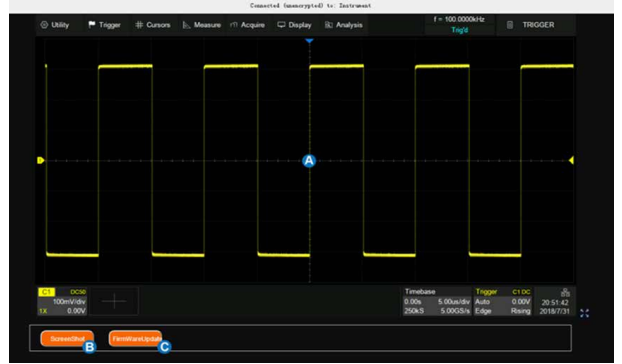 Connected (unencrypted) to: Instrument
Utility Trigger Cursors Measure Acquire Display Analysis f = 100.0000kHz TRIGGER
Trig'd
D
A
C1 DC50 Timebase Trigger C1 DC
100mV/div 0.00s 5.00us/div Auto 0.00V 20:51:42
1X 0.00V 250kS 5.00GS/s Edge Rising 2018/7/31
ScreenShot FirmWareUpdate
B C